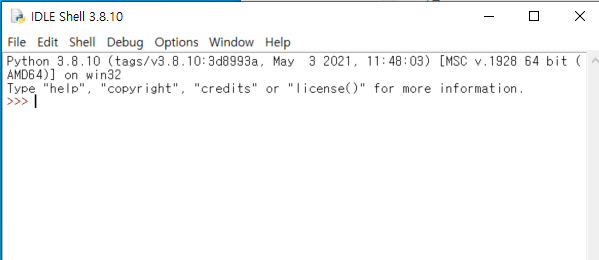 IDLE Shell 3.8.10
File Edit Shell Debug Options Window Help
Python 3.8.10 (tags/v3.8.10:3d8993a, May  3 2021, 11:48:03) [MSC v.1928 64 bit (
AMD64)] on win32
Type "help", "copyright", "credits" or "license()" for more information.
>>>